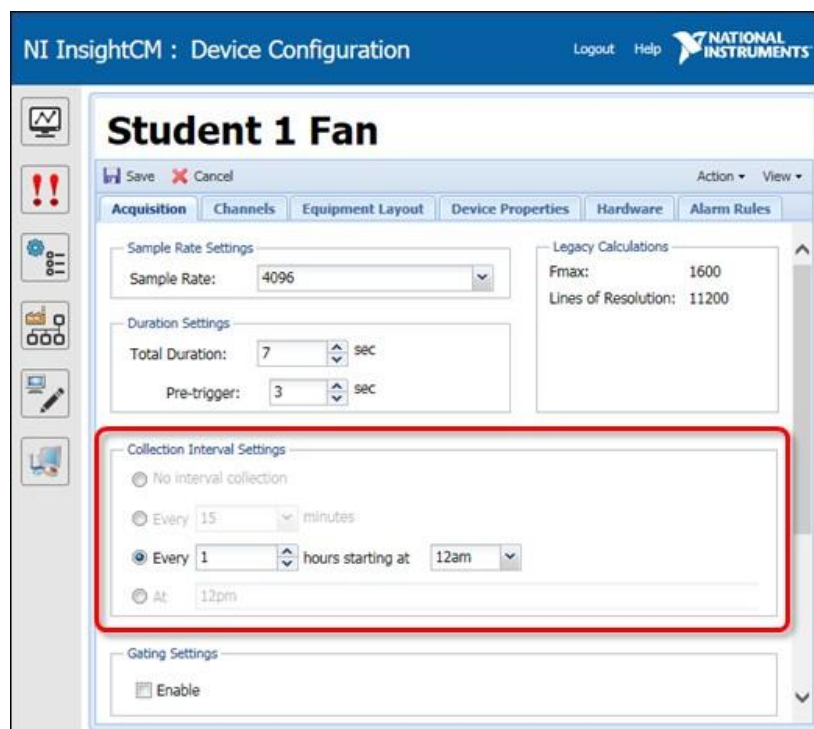 NI InsightCM : Device Configuration
Logout Help NATIONAL INSTRUMENTS
Student 1 Fan
Save Cancel Action View
Acquisition Channels Equipment Layout Device Properties Hardware Alarm Rules
Sample Rate Settings
Sample Rate: 4096
Legacy Calculations
Fmax: 1600
Lines of Resolution: 11200
Duration Settings
Total Duration: 7 sec
Pre-trigger: 3 sec
Collection Interval Settings
No interval collection
Every 15 minutes
Every 1 hours starting at 12am
At 12pm
Gating Settings
Enable